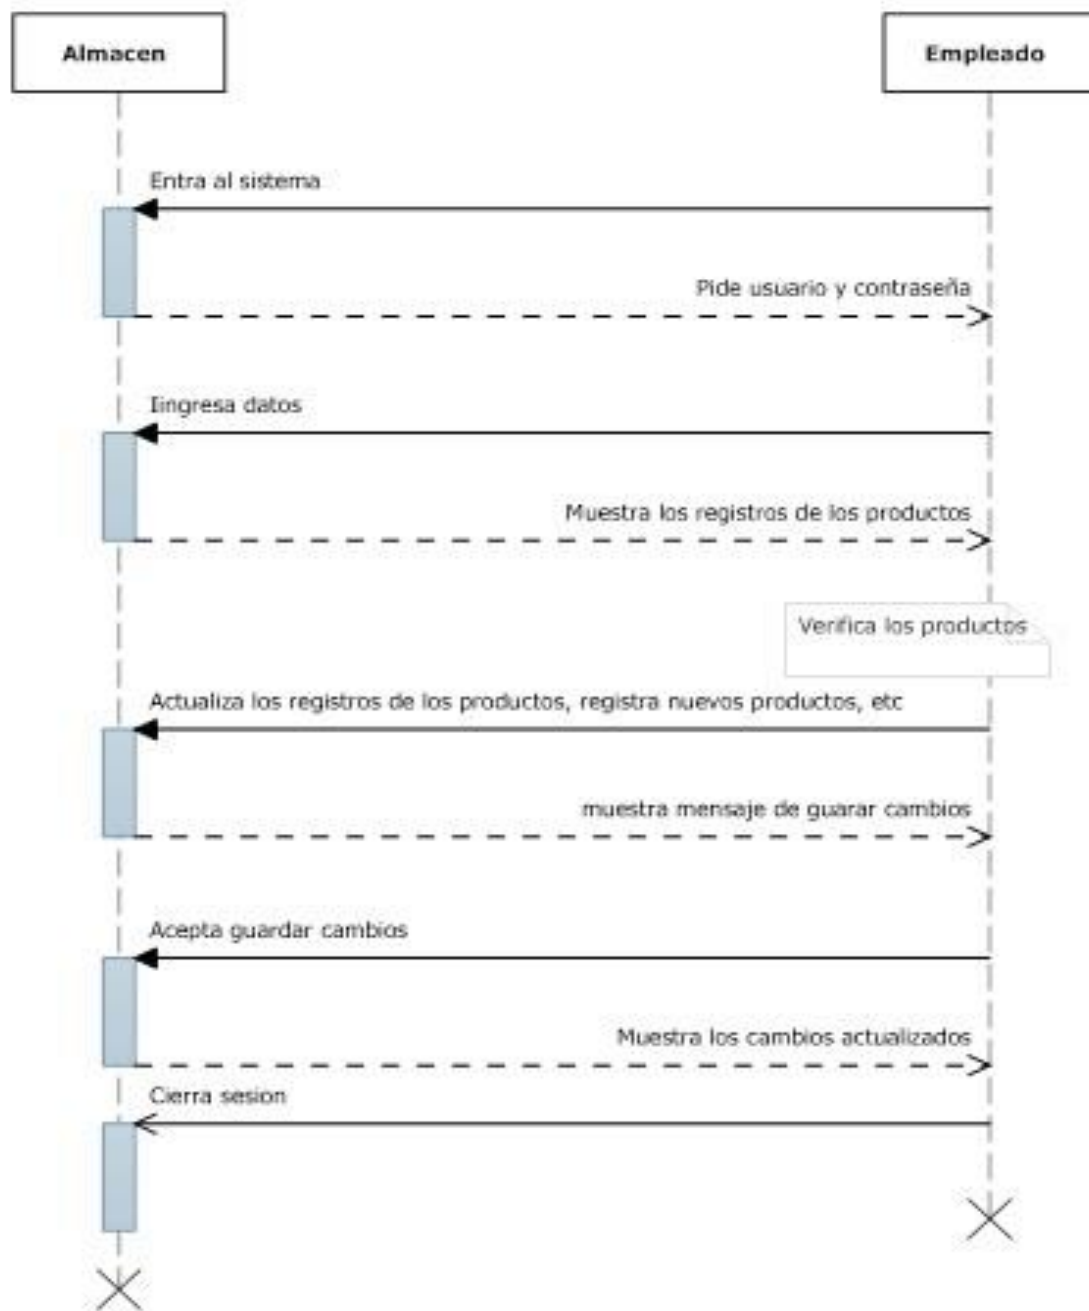 Almacen
Empleado
Entra al sistema
Pide usuario y contraseña
Iingresa datos
Muestra los registros de los productos
Verifica los productos
Actualiza los registros de los productos, registra nuevos productos, etc
muestra mensaje de guarar cambios
Acepta guardar cambios
Muestra los cambios actualizados
Cierra sesion